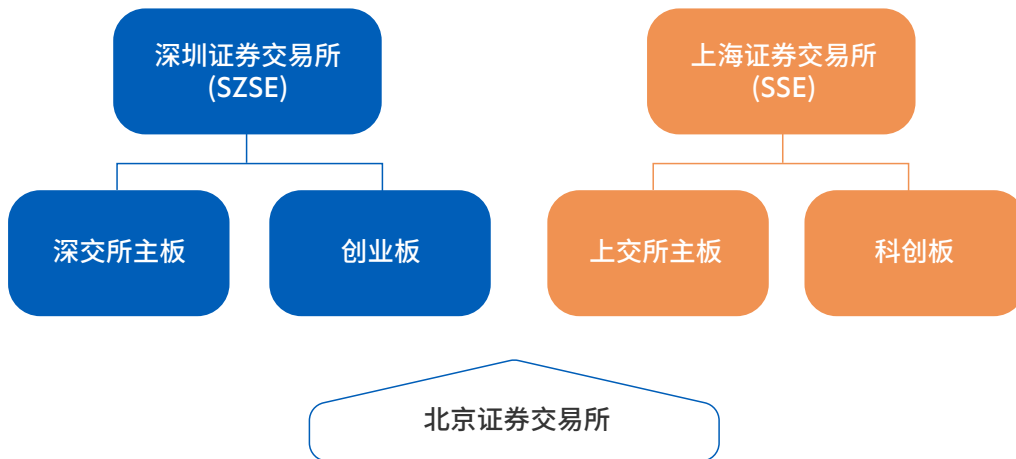 深圳证券交易所
(SZSE)
上海证券交易所
(SSE)
深交所主板
创业板
上交所主板
科创板
北京证券交易所